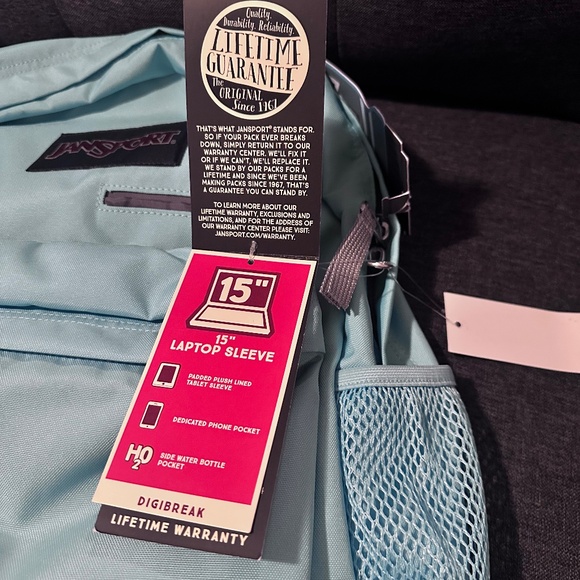 Quality.
Durability. Reliability.
LIFETIME
GUARANTEE
The ORIGINAL
Since 1967
THAT'S WHAT JANSPORT® STANDS FOR.
SO IF YOUR PACK EVER BREAKS
DOWN, SIMPLY RETURN IT TO OUR
WARRANTY CENTER. WE'LL FIX IT
OR IF WE CAN'T, WE'LL REPLACE IT.
WE STAND BY OUR PACKS FOR A
LIFETIME AND SINCE WE'VE BEEN
MAKING PACKS SINCE 1967, THAT'S
A GUARANTEE YOU CAN STAND BY.
TO LEARN MORE ABOUT OUR
LIFETIME WARRANTY, EXCLUSIONS AND
LIMITATIONS, AND FOR THE ADDRESS OF
OUR WARRANTY CENTER PLEASE VISIT:
JANSPORT.COM/WARRANTY.
JANSPORT
15"
15"
LAPTOP SLEEVE
PADDED PLUSH LINED
TABLET SLEEVE
DEDICATED PHONE POCKET
H2O
SIDE WATER BOTTLE
POCKET
DIGIBREAK
LIFETIME WARRANTY